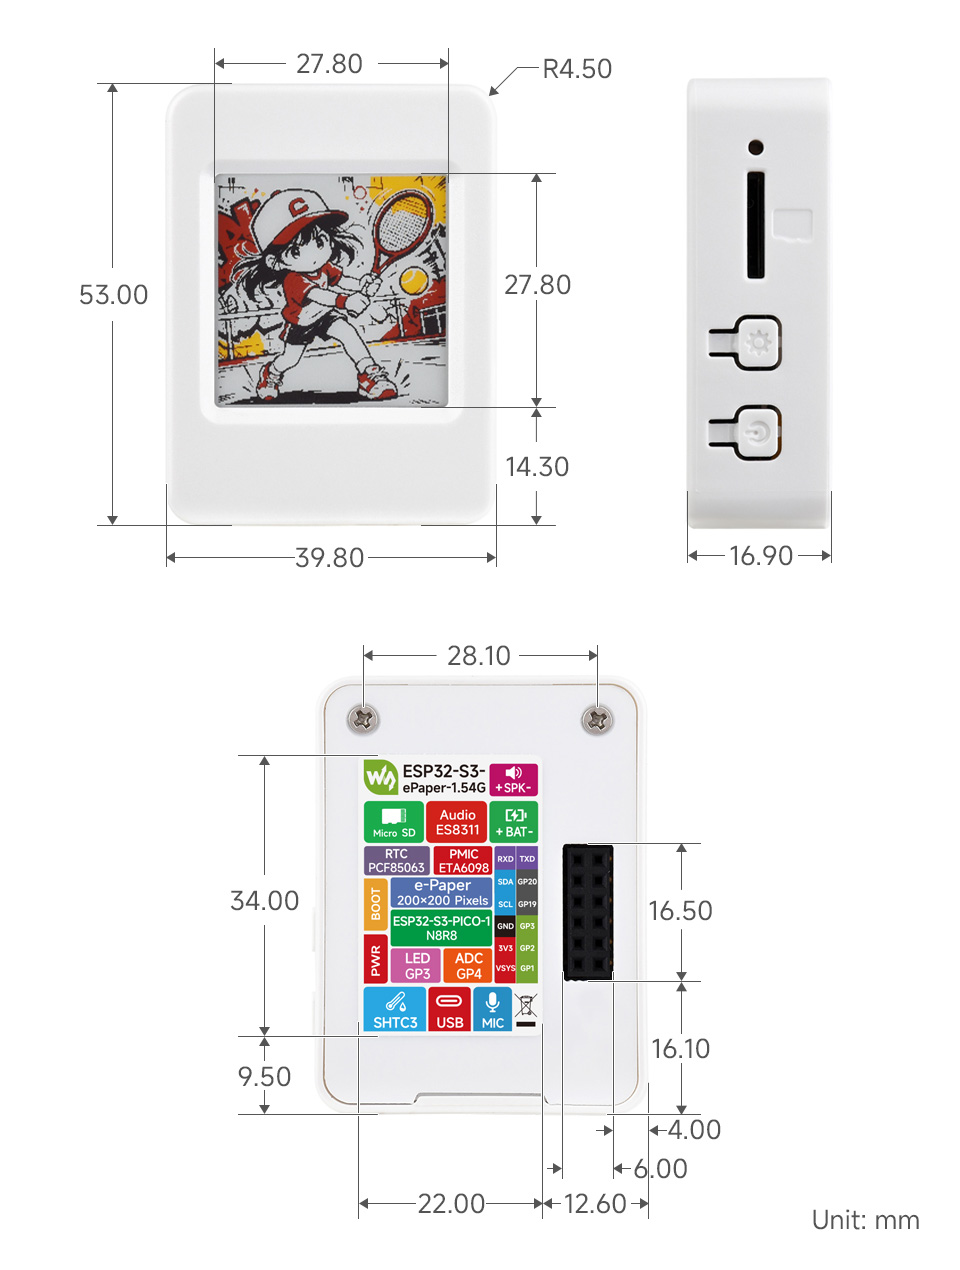 27.80
R4.50
53.00
27.80
14.30
39.80
16.90
C
28.10
ESP32-S3-
ePaper-1.54G
+SPK-
Micro SD
Audio
ES8311
+BAT-
RTC
PCF85063
PMIC
ETA6098
RXD TXD
BOOT
e-Paper
200×200 Pixels
SDA GP20
SCL GP19
ESP32-S3-PICO-1
N8R8
GND GP3
3V3 GP2
VSYS GP1
PWR
LED
GP3
ADC
GP4
SHTC3
USB
MIC
34.00
9.50
16.50
16.10
4.00
6.00
22.00
12.60
Unit: mm